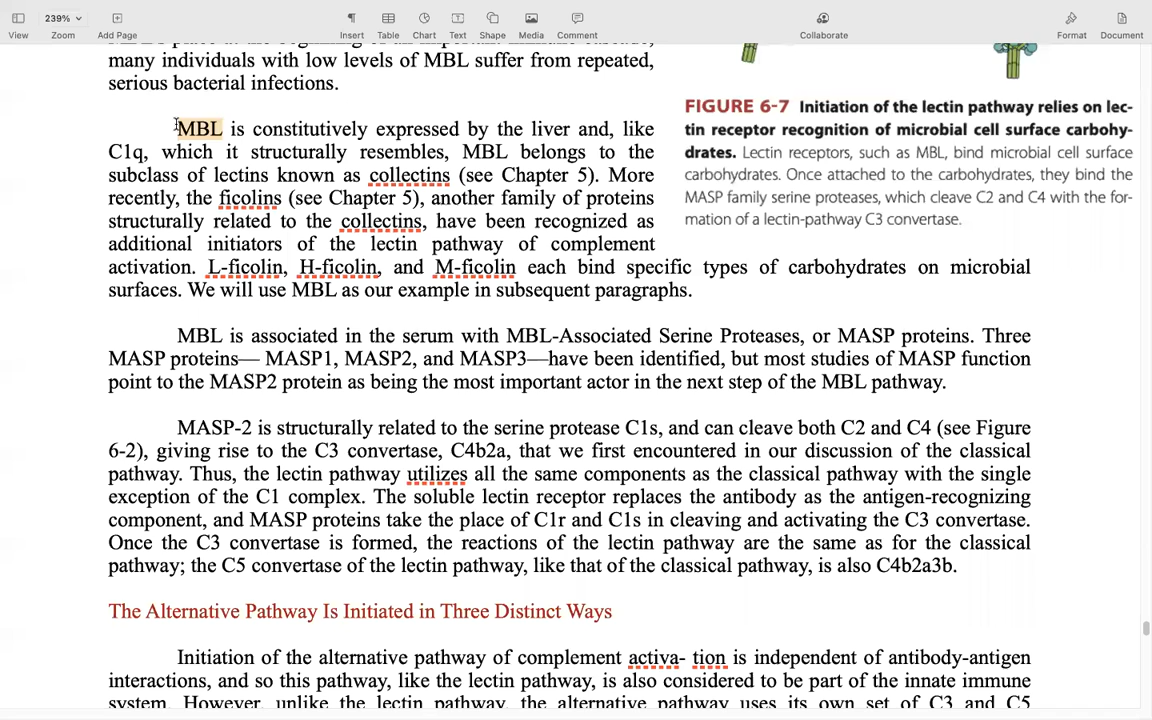 239%
View
Zoom
Add Page
Insert
Table
Chart
Text
Shape
Media
Comment
Collaborate
Format
Document
many individuals with low levels of MBL suffer from repeated,
serious bacterial infections.
MBL is constitutively expressed by the liver and, like
C1q, which it structurally resembles, MBL belongs to the
subclass of lectins known as collectins (see Chapter 5). More
recently, the ficolins (see Chapter 5), another family of proteins
structurally related to the collectins, have been recognized as
additional initiators of the lectin pathway of complement
activation. L-ficolin, H-ficolin, and M-ficolin each bind specific types of carbohydrates on microbial
surfaces. We will use MBL as our example in subsequent paragraphs.
FIGURE 6-7 Initiation of the lectin pathway relies on lec-
tin receptor recognition of microbial cell surface carbohy-
drates. Lectin receptors, such as MBL, bind microbial cell surface
carbohydrates. Once attached to the carbohydrates, they bind the
MASP family serine proteases, which cleave C2 and C4 with the for-
mation of a lectin-pathway C3 convertase.
MBL is associated in the serum with MBL-Associated Serine Proteases, or MASP proteins. Three
MASP proteins— MASP1, MASP2, and MASP3—have been identified, but most studies of MASP function
point to the MASP2 protein as being the most important actor in the next step of the MBL pathway.
MASP-2 is structurally related to the serine protease C1s, and can cleave both C2 and C4 (see Figure
6-2), giving rise to the C3 convertase, C4b2a, that we first encountered in our discussion of the classical
pathway. Thus, the lectin pathway utilizes all the same components as the classical pathway with the single
exception of the C1 complex. The soluble lectin receptor replaces the antibody as the antigen-recognizing
component, and MASP proteins take the place of C1r and C1s in cleaving and activating the C3 convertase.
Once the C3 convertase is formed, the reactions of the lectin pathway are the same as for the classical
pathway; the C5 convertase of the lectin pathway, like that of the classical pathway, is also C4b2a3b.
The Alternative Pathway Is Initiated in Three Distinct Ways
Initiation of the alternative pathway of complement activa- tion is independent of antibody-antigen
interactions, and so this pathway, like the lectin pathway, is also considered to be part of the innate immune
system. However, unlike the lectin pathway, the alternative pathway uses its own set of C3 and C5